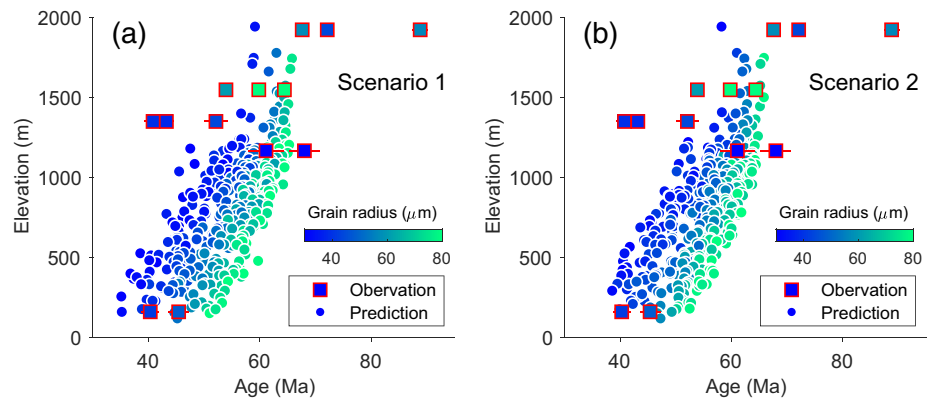 (a)
Scenario 1
Elevation (m)
2000
1500
1000
500
0
Grain radius (μm)
40 60 80
Obervation
Prediction
40 60 80
Age (Ma)
(b)
Scenario 2
Elevation (m)
2000
1500
1000
500
0
Grain radius (μm)
40 60 80
Obervation
Prediction
40 60 80
Age (Ma)